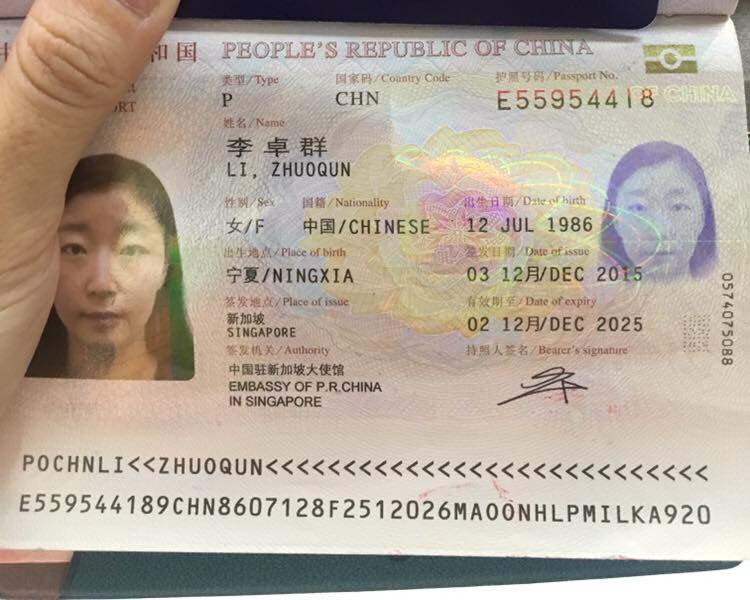 和国 PEOPLE'S REPUBLIC OF CHINA
类型/Type 国家码/Country Code 护照号码/Passport No.
P CHN E55954418
姓名/Name
李卓群
LI, ZHUOQUN
性别/Sex 国籍/Nationality 出生日期/Date of birth
女/F 中国/CHINESE 12 JUL 1986
出生地点/Place of birth 签发日期/Date of issue
宁夏/NINGXIA 03 12月/DEC 2015
签发地点/Place of issue 有效期至/Date of expiry
新加坡 02 12月/DEC 2025
SINGAPORE
签发机关/Authority 持照人签名/Bearer's signature
中国驻新加坡大使馆
EMBASSY OF P.R.CHINA
IN SINGAPORE
0574075088
POCHNLI<<ZHUOQUN<<<<<<<<<<<<<<<<<<<<<<<<<<<<
E559544189CHN8607128F2512026MAOONHLPMILKA920